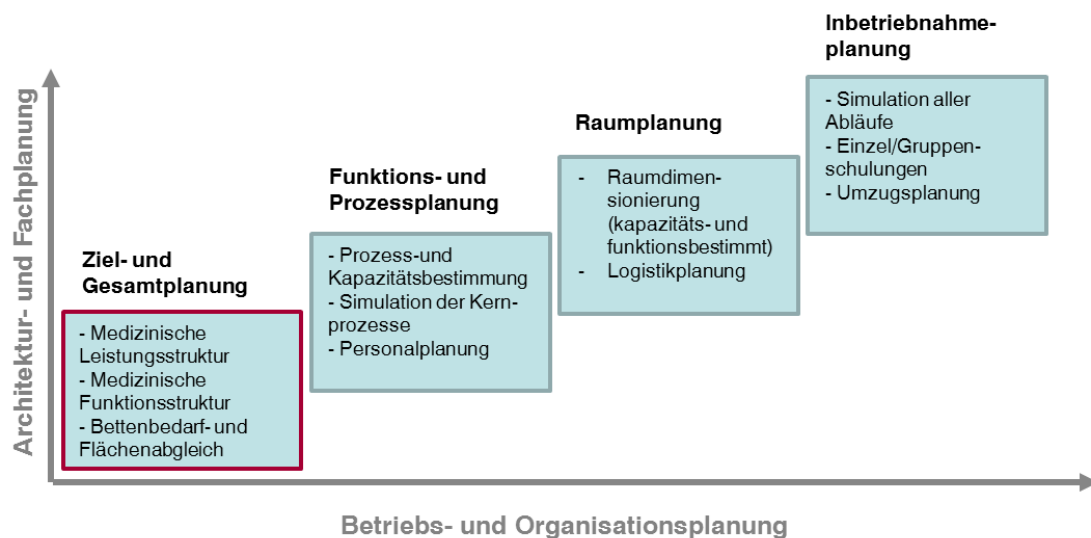 Architektur- und Fachplanung
Ziel- und
Gesamtplanung
- Medizinische
Leistungsstruktur
- Medizinische
Funktionsstruktur
- Bettenbedarf- und
Flächenabgleich
Funktions- und
Prozessplanung
- Prozess-und
Kapazitätsbestimmung
- Simulation der Kern-
prozesse
- Personalplanung
Raumplanung
- Raumdimen-
sionierung
(kapazitäts- und
funktionsbestimmt)
- Logistikplanung
Inbetriebnahme-
planung
- Simulation aller
Abläufe
- Einzel/Gruppen-
schulungen
- Umzugsplanung
Betriebs- und Organisationsplanung